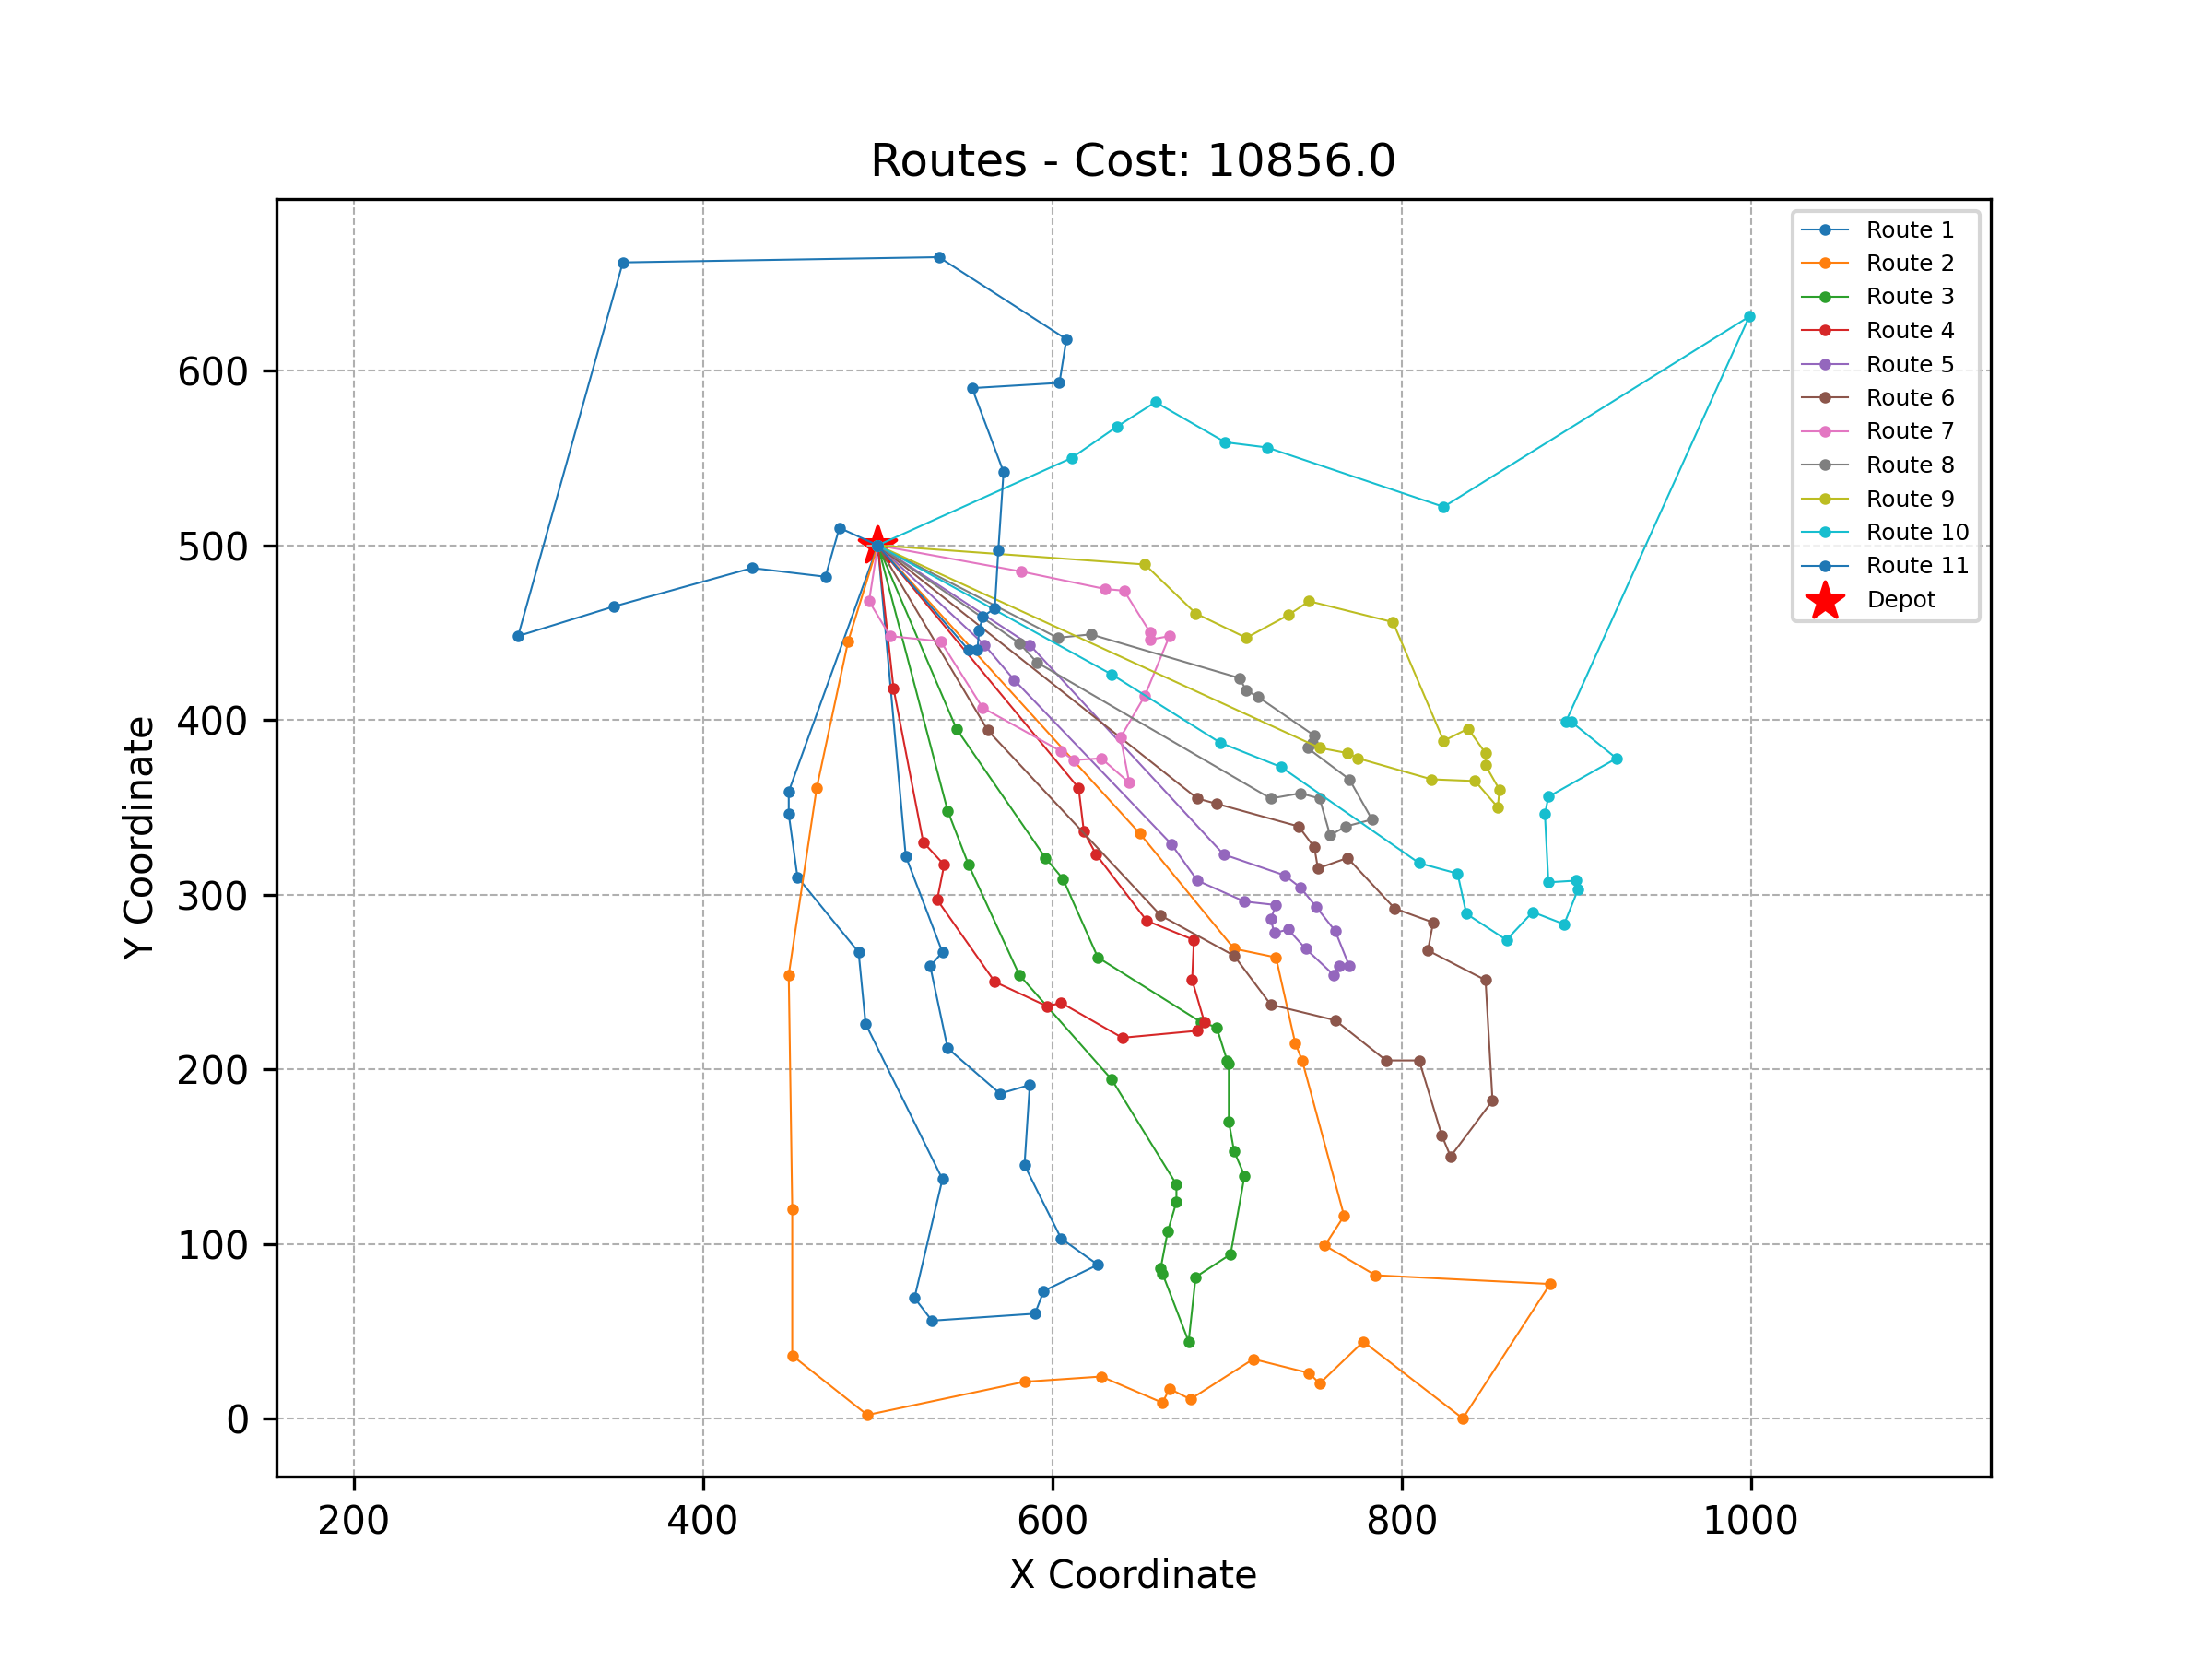 Routes - Cost: 10856.0
Route 1
Route 2
Route 3
Route 4
Route 5
Route 6
Route 7
Route 8
Route 9
Route 10
Route 11
Depot
Y Coordinate
600
500
400
300
200
100
0
200 400 600 800 1000
X Coordinate